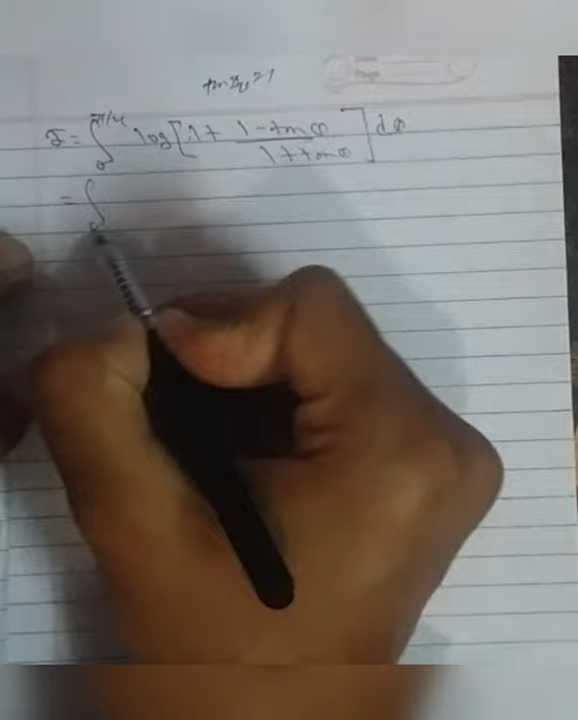 tan π/4 = 1
I = ∫₀^π/4 log[1 + (1 - tan θ)/(1 + tan θ)] dθ
= ∫₀